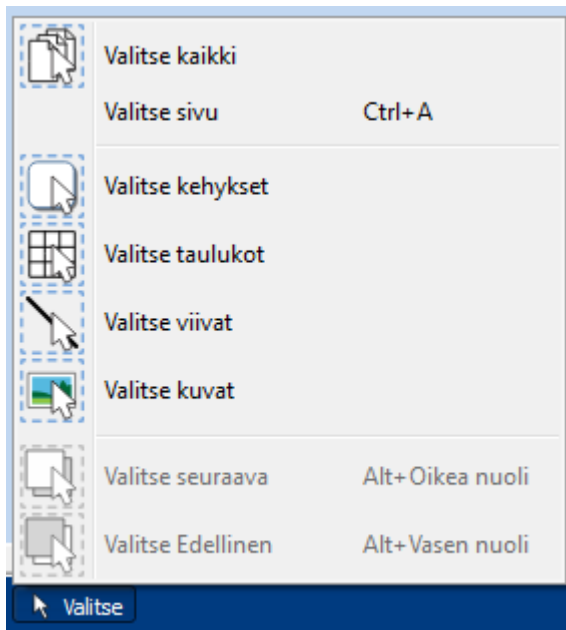 Valitse kaikki
Valitse sivu Ctrl+A
Valitse kehykset
Valitse taulukot
Valitse viivat
Valitse kuvat
Valitse seuraava Alt+Oikea nuoli
Valitse Edellinen Alt+Vasen nuoli
Valitse